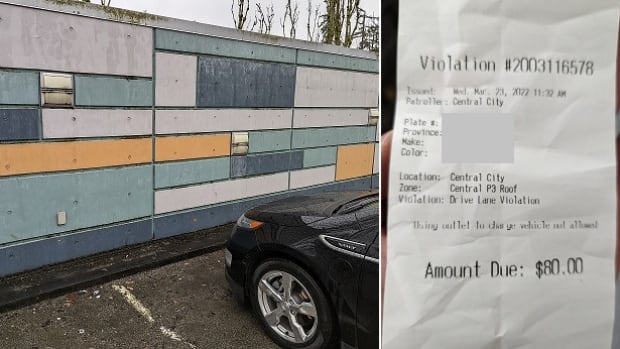 VOLT
Violation #2003116578
Issued: Wed. Mar. 23, 2022 11:32 AM
Patroller: Central City
Plate #:
Province:
Make:
Color:
Location: Central City
Zone: Central P3 Roof
Violation: Drive Lane Violation
Using outlet to charge vehicle not allowed
Amount Due: $80.00